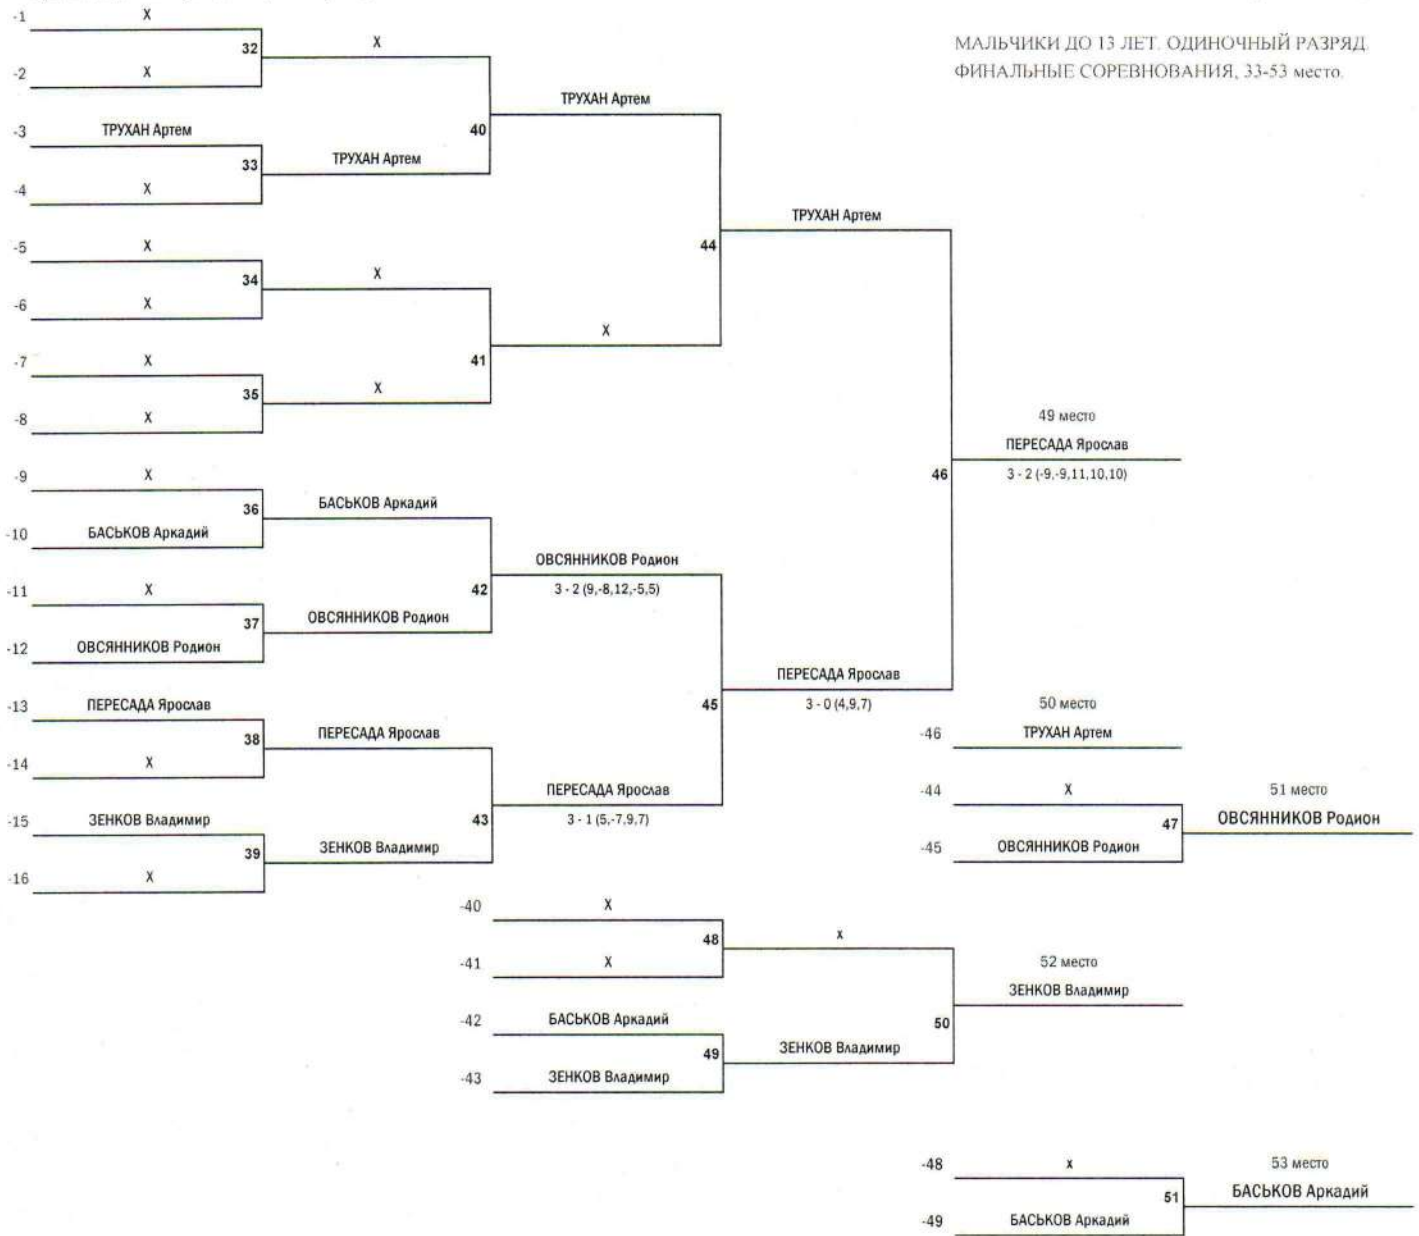 МАЛЬЧИКИ ДО 13 ЛЕТ. ОДИНОЧНЫЙ РАЗРЯД.
ФИНАЛЬНЫЕ СОРЕВНОВАНИЯ, 33-53 место.
-1 X
32 X
-2 X
ТРУХАН Артем
-3 ТРУХАН Артем
40
33 ТРУХАН Артем
-4 X
ТРУХАН Артем
44
-5 X
34 X
-6 X
X
-7 X
41
35 X
-8 X
49 место
ПЕРЕСАДА Ярослав
46
3 - 2 (-9,-9,11,10,10)
-9 X
36 БАСЬКОВ Аркадий
-10 БАСЬКОВ Аркадий
ОВСЯННИКОВ Родион
42 3 - 2 (9,-8,12,-5,5)
-11 X
37 ОВСЯННИКОВ Родион
-12 ОВСЯННИКОВ Родион
ПЕРЕСАДА Ярослав
45 3 - 0 (4,9,7)
-13 ПЕРЕСАДА Ярослав
38 ПЕРЕСАДА Ярослав
-14 X
50 место
-46 ТРУХАН Артем
ПЕРЕСАДА Ярослав
43 3 - 1 (5,-7,9,7)
-15 ЗЕНКОВ Владимир
39 ЗЕНКОВ Владимир
-16 X
-44 X
51 место
47 ОВСЯННИКОВ Родион
-45 ОВСЯННИКОВ Родион
-40 X
48 X
-41 X
52 место
ЗЕНКОВ Владимир
50
-42 БАСЬКОВ Аркадий
49 ЗЕНКОВ Владимир
-43 ЗЕНКОВ Владимир
-48 X
53 место
51 БАСЬКОВ Аркадий
-49 БАСЬКОВ Аркадий